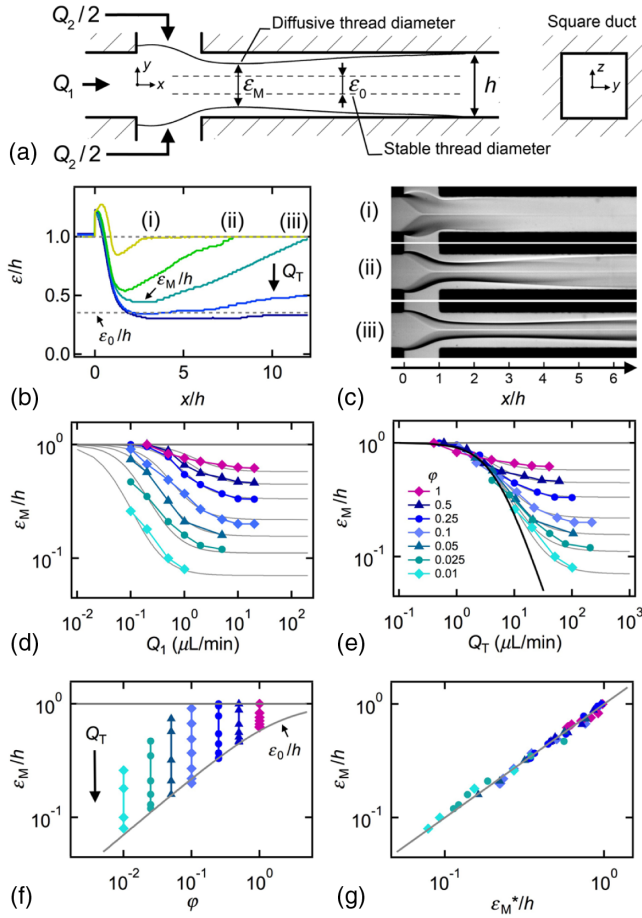 Q₂/2
Diffusive thread diameter
Square duct
Q₁
y
x
ε_M
ε₀
h
z
y
Q₂/2
Stable thread diameter
(a)
(i)
(ii)
(iii)
1.0
0.5
0.0
ε/h
ε_M/h
ε₀/h
Q_T
0
5
10
x/h
(b)
(i)
(ii)
(iii)
0 1 2 3 4 5 6
x/h
(c)
10⁰
10⁻¹
ε_M/h
10⁻² 10⁻¹ 10⁰ 10¹ 10²
Q₁ (μL/min)
(d)
10⁰
10⁻¹
ε_M/h
φ
1
0.5
0.25
0.1
0.05
0.025
0.01
10⁻¹ 10⁰ 10¹ 10² 10³
Q_T (μL/min)
(e)
10⁰
10⁻¹
ε_M/h
Q_T
ε₀/h
10⁻² 10⁻¹ 10⁰
φ
(f)
10⁰
10⁻¹
ε_M/h
10⁻¹ 10⁰
ε_M*/h
(g)